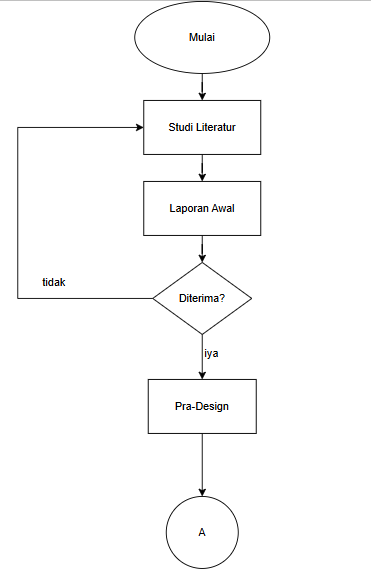 Mulai
Studi Literatur
Laporan Awal
tidak
Diterima?
iya
Pra-Design
A